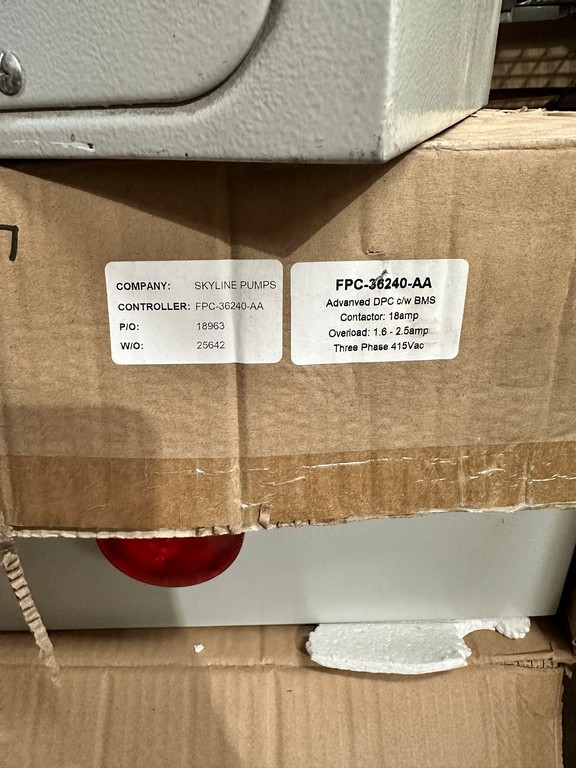 COMPANY: SKYLINE PUMPS
CONTROLLER: FPC-36240-AA
P/O: 18963
W/O: 25642
FPC-36240-AA
Advanved DPC c/w BMS
Contactor: 18amp
Overload: 1.6 - 2.5amp
Three Phase 415Vac